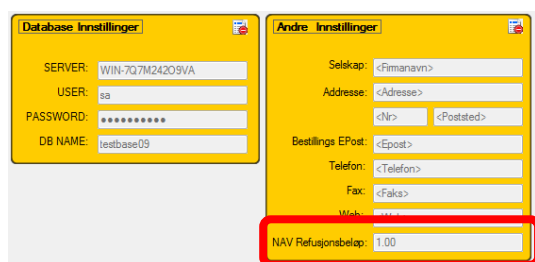 Database Innstillinger
SERVER: WIN-7Q7M242O9VA
USER: sa
PASSWORD: ●●●●●●●●●●
DB NAME: testbase09
Andre Innstillinger
Selskap: <Firmanavn>
Addresse: <Adresse>
<Nr> <Poststed>
Bestillings EPost: <Epost>
Telefon: <Telefon>
Fax: <Faks>
Web:
NAV Refusjonsbeløp: 1.00